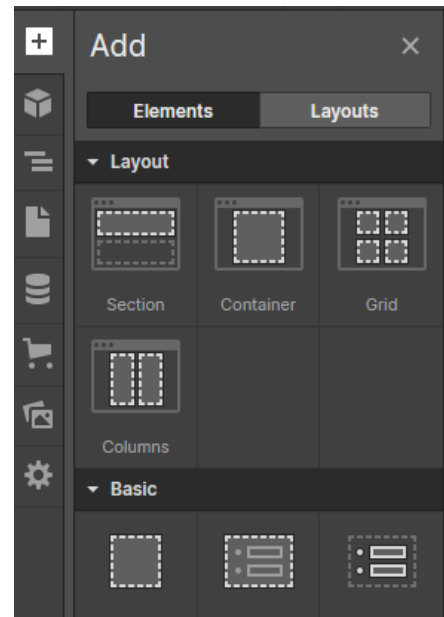 Add
Elements Layouts
Layout
Section Container Grid
Columns
Basic